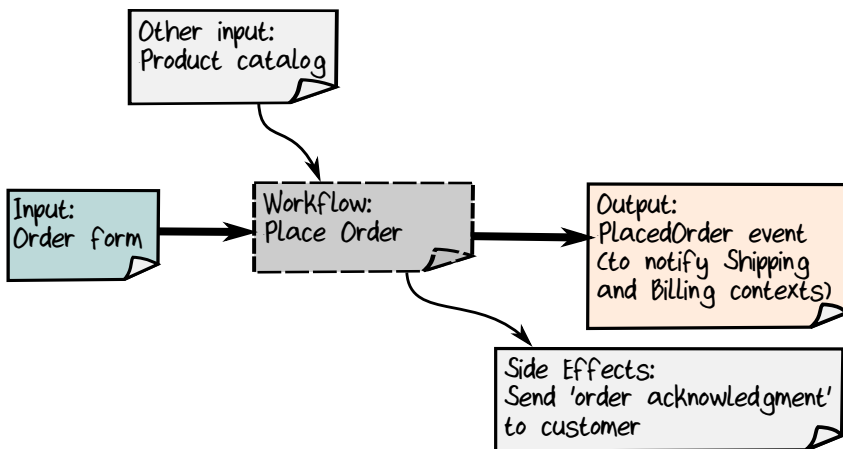 Other input:
Product catalog
Input:
Order form
Workflow:
Place Order
Output:
PlacedOrder event
(to notify Shipping
and Billing contexts)
Side Effects:
Send 'order acknowledgment'
to customer